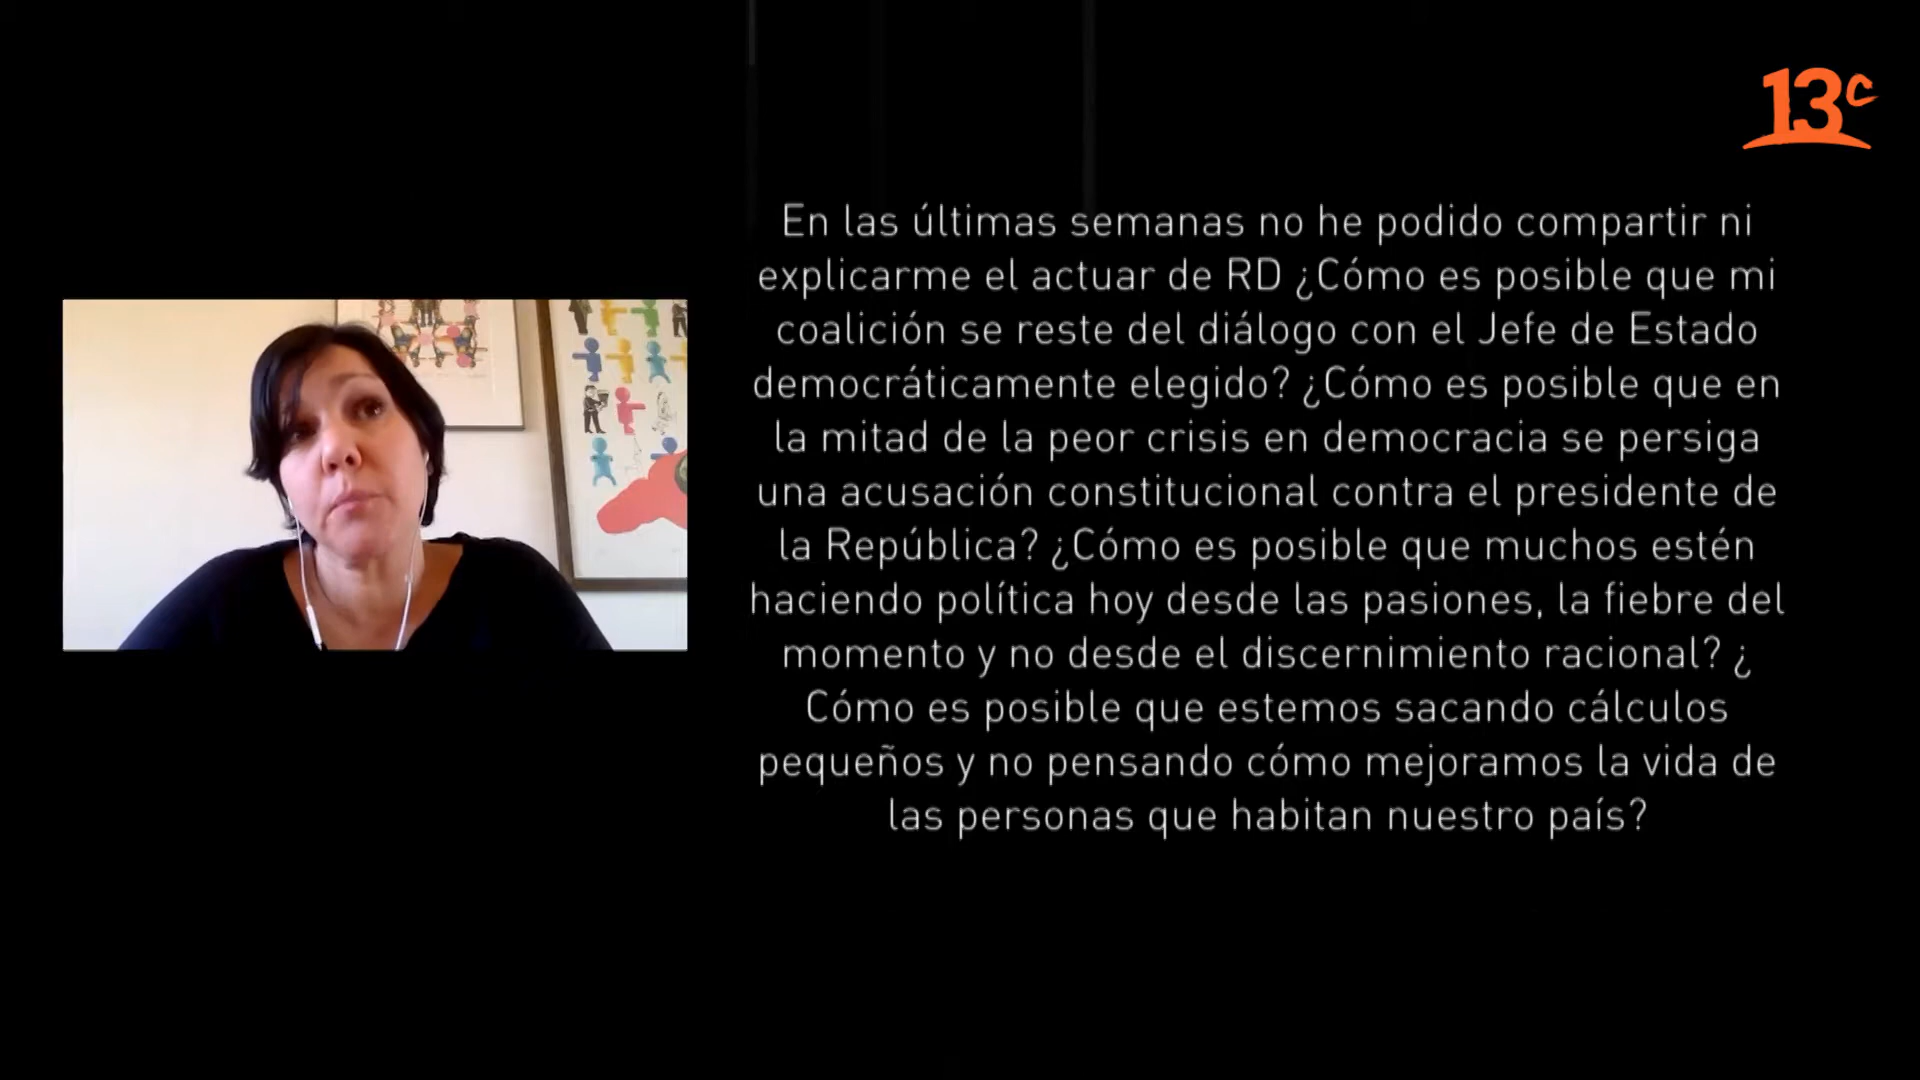 13c
En las últimas semanas no he podido compartir ni
explicarme el actuar de RD ¿Cómo es posible que mi
coalición se reste del diálogo con el Jefe de Estado
democráticamente elegido? ¿Cómo es posible que en
la mitad de la peor crisis en democracia se persiga
una acusación constitucional contra el presidente de
la República? ¿Cómo es posible que muchos estén
haciendo política hoy desde las pasiones, la fiebre del
momento y no desde el discernimiento racional? ¿
Cómo es posible que estemos sacando cálculos
pequeños y no pensando cómo mejoramos la vida de
las personas que habitan nuestro país?